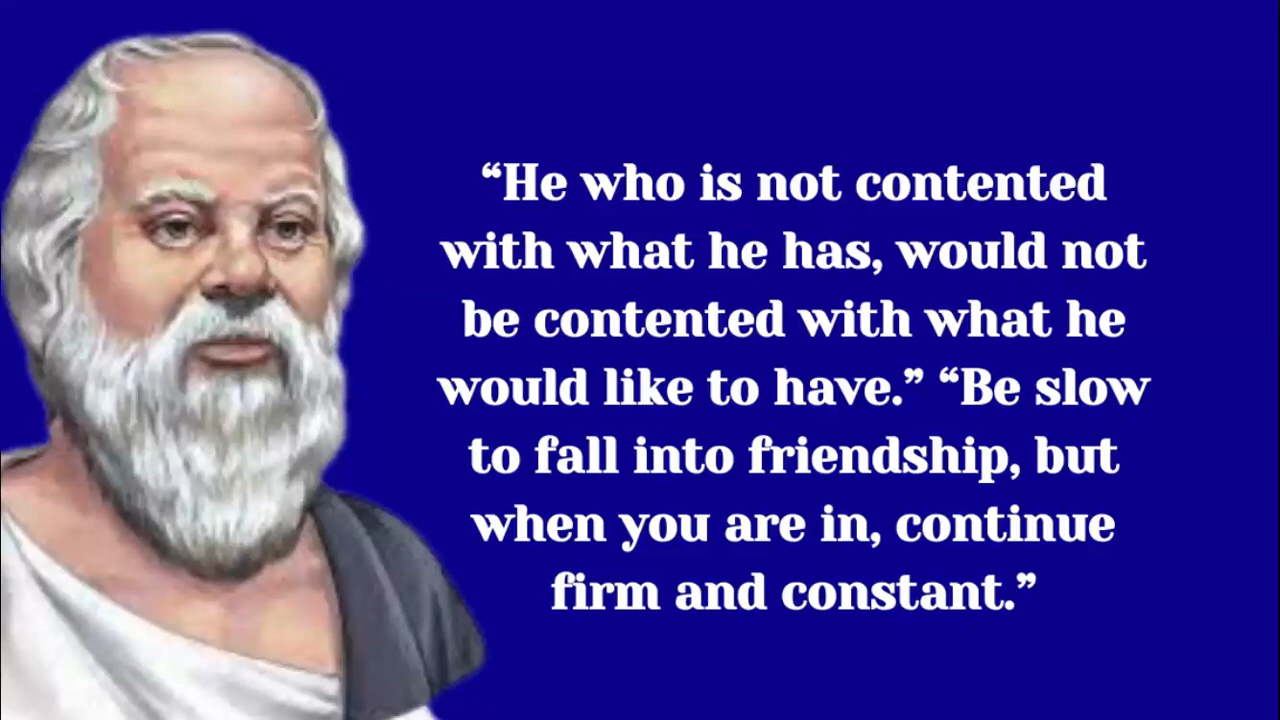 “He who is not contented
with what he has, would not
be contented with what he
would like to have.” “Be slow
to fall into friendship, but
when you are in, continue
firm and constant.”